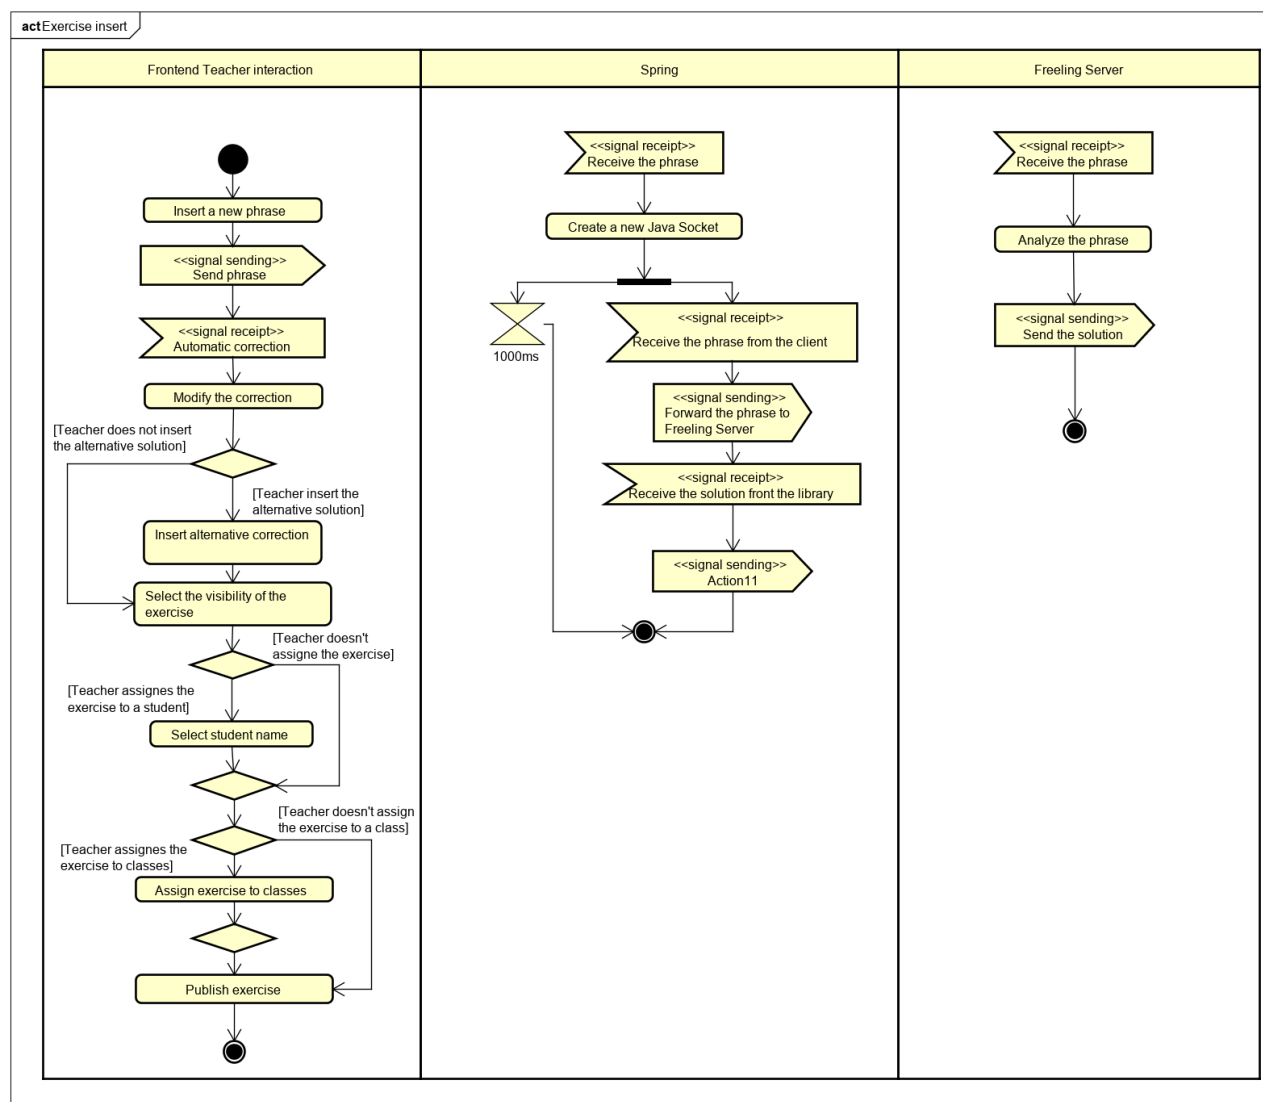 act Exercise insert
Frontend Teacher interaction
Spring
Freeling Server
Insert a new phrase
<<signal sending>>
Send phrase
<<signal receipt>>
Automatic correction
Modify the correction
[Teacher does not insert
the alternative solution]
[Teacher insert the
alternative solution]
Insert alternative correction
Select the visibility of the
exercise
[Teacher doesn't
assigne the exercise]
[Teacher assignes the
exercise to a student]
Select student name
[Teacher doesn't assign
the exercise to a class]
[Teacher assignes the
exercise to classes]
Assign exercise to classes
Publish exercise
<<signal receipt>>
Receive the phrase
Create a new Java Socket
1000ms
<<signal receipt>>
Receive the phrase from the client
<<signal sending>>
Forward the phrase to
Freeling Server
<<signal receipt>>
Receive the solution front the library
<<signal sending>>
Action11
<<signal receipt>>
Receive the phrase
Analyze the phrase
<<signal sending>>
Send the solution